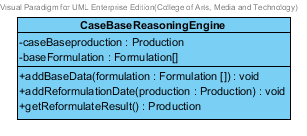 Visual Paradigm for UML Enterprise Edition(College of Arts, Media and Technology)
CaseBaseReasoningEngine
-caseBaseproduction : Production
-baseFormulation : Formulation[]
+addBaseData(formulation : Formulation []) : void
+addReformulationDate(production : Production) : void
+getReformulateResult() : Production